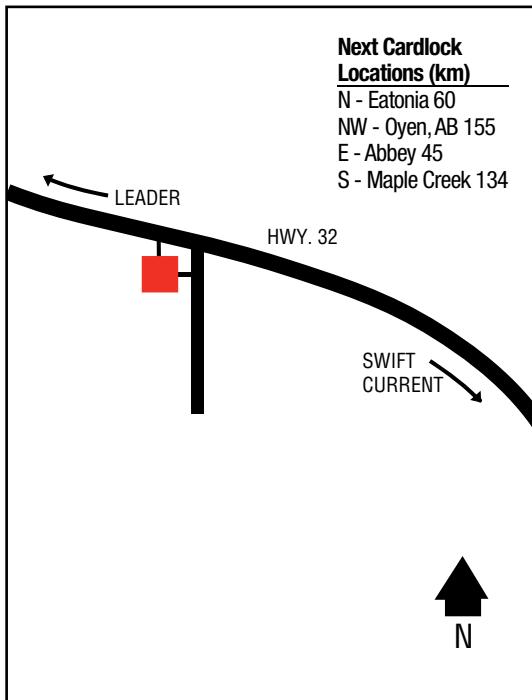 Next Cardlock
Locations (km)
N - Eatonia 60
NW - Oyen, AB 155
E - Abbey 45
S - Maple Creek 134
LEADER
HWY. 32
SWIFT
CURRENT
N